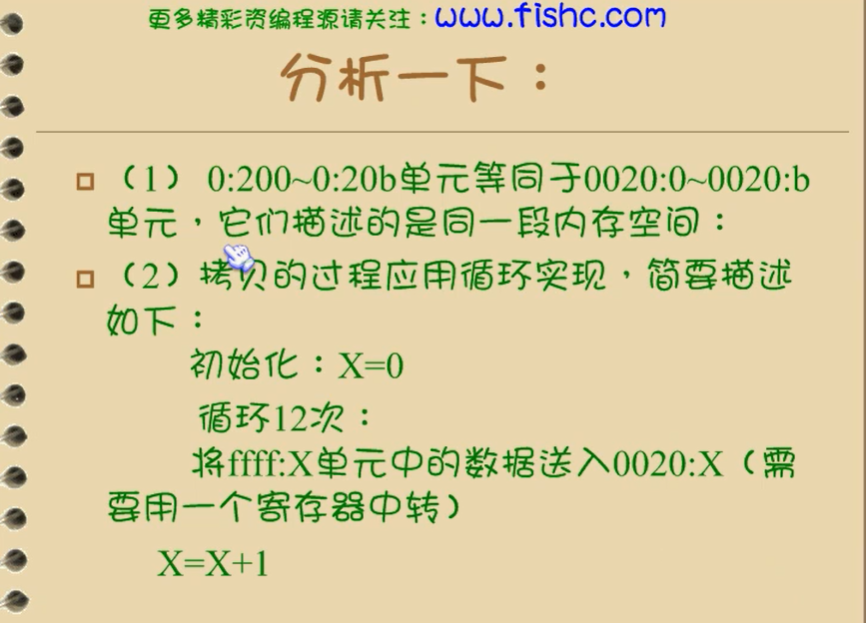 更多精彩资编程源请关注：www.fishc.com
分析一下：
（1） 0:200~0:20b单元等同于0020:0~0020:b
单元，它们描述的是同一段内存空间：
（2）拷贝的过程应用循环实现，简要描述
如下：
初始化：X=0
循环12次：
将ffff:X单元中的数据送入0020:X（需
要用一个寄存器中转）
X=X+1